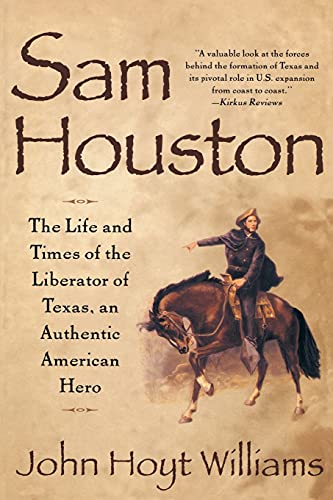 Sam
Houston
"A valuable look at the forces
behind the formation of Texas and
its pivotal role in U.S. expansion
from coast to coast."
—Kirkus Reviews
The Life and
Times of the
Liberator of
Texas, an
Authentic
American
Hero
John Hoyt Williams